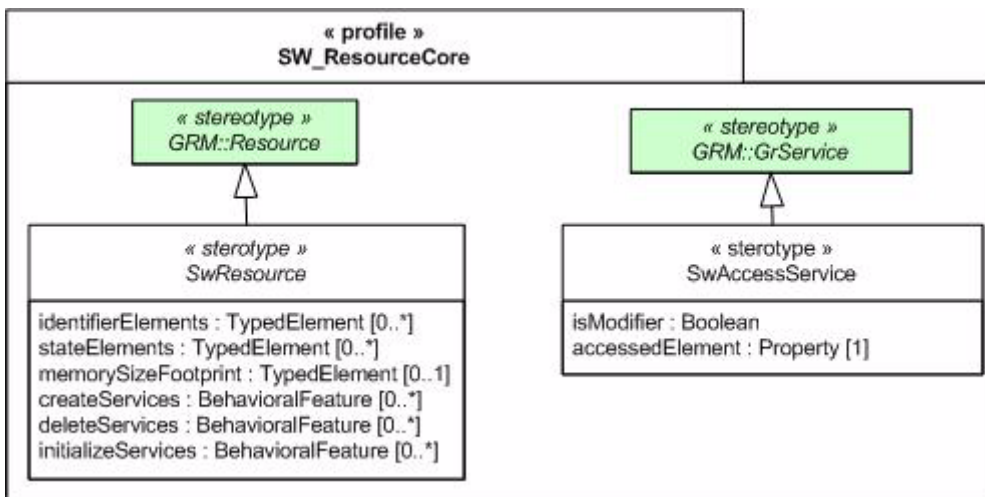 « profile »
SW_ResourceCore
« stereotype »
GRM::Resource
« sterotype »
SwResource
identifierElements : TypedElement [0..*]
stateElements : TypedElement [0..*]
memorySizeFootprint : TypedElement [0..1]
createServices : BehavioralFeature [0..*]
deleteServices : BehavioralFeature [0..*]
initializeServices : BehavioralFeature [0..*]
« stereotype »
GRM::GrService
« sterotype »
SwAccessService
isModifier : Boolean
accessedElement : Property [1]